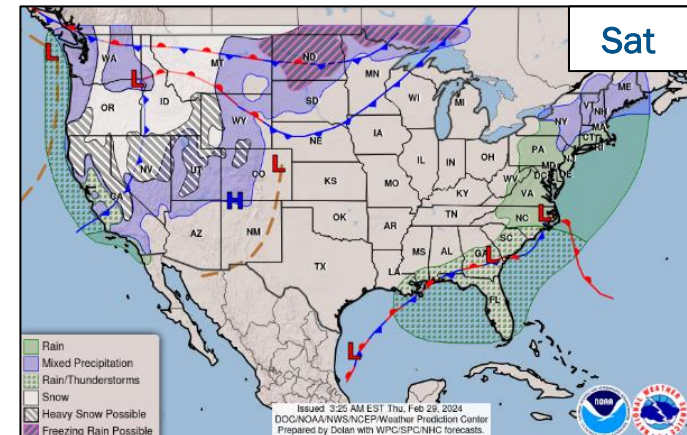 Sat
L
WA
L
MT
ND
MN
ME
OR
ID
SD
WI
MI
VT
NH
NY
WY
MA
CT
RI
NE
IA
PA
NJ
NV
UT
CO
L
IL
IN
OH
MD
DE
DC
WV
VA
CA
H
KS
MO
KY
NC
L
AZ
NM
OK
AR
TN
SC
L
GA
MS
AL
TX
LA
FL
L
Rain
Mixed Precipitation
Rain/Thunderstorms
Snow
Heavy Snow Possible
Freezing Rain Possible
Issued 3:25 AM EST Thu, Feb 29, 2024
DOC/NOAA/NWS/NCEP/Weather Prediction Center
Prepared by Dolan with WPC/SPC/NHC forecasts.
NOAA